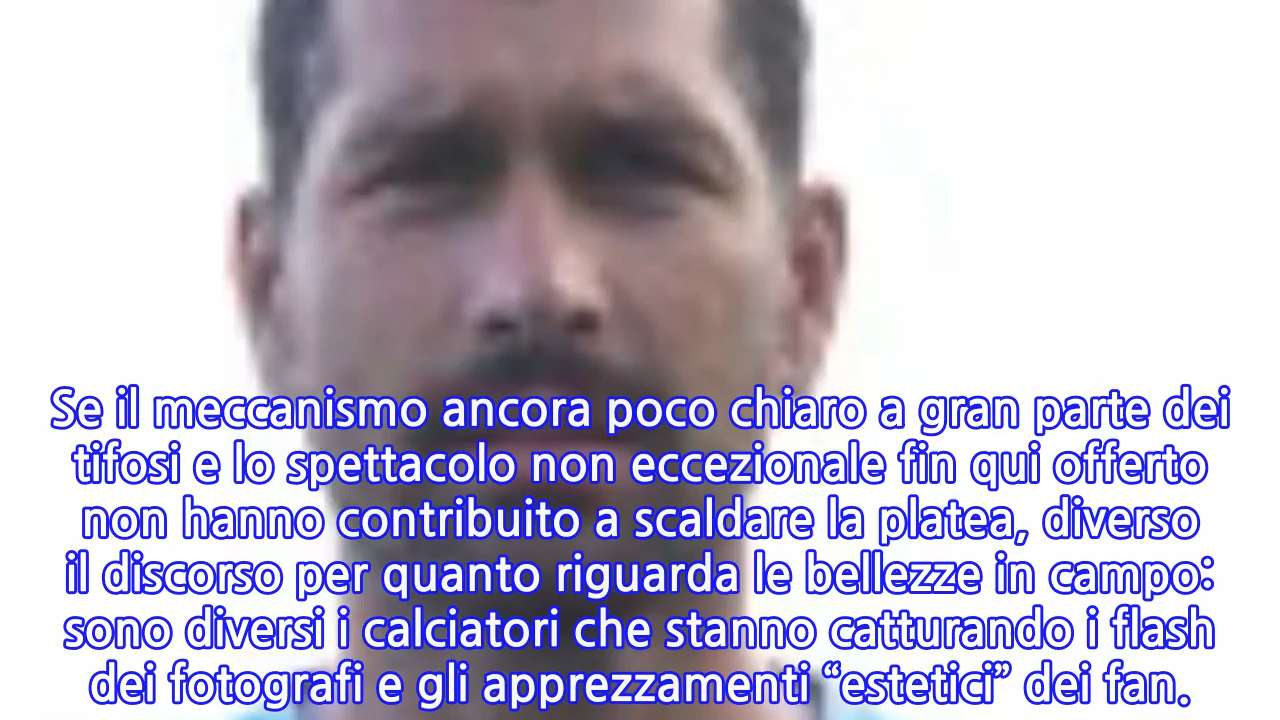 Se il meccanismo ancora poco chiaro a gran parte dei
tifosi e lo spettacolo non eccezionale fin qui offerto
non hanno contribuito a scaldare la platea, diverso
il discorso per quanto riguarda le bellezze in campo:
sono diversi i calciatori che stanno catturando i flash
dei fotografi e gli apprezzamenti “estetici” dei fan.